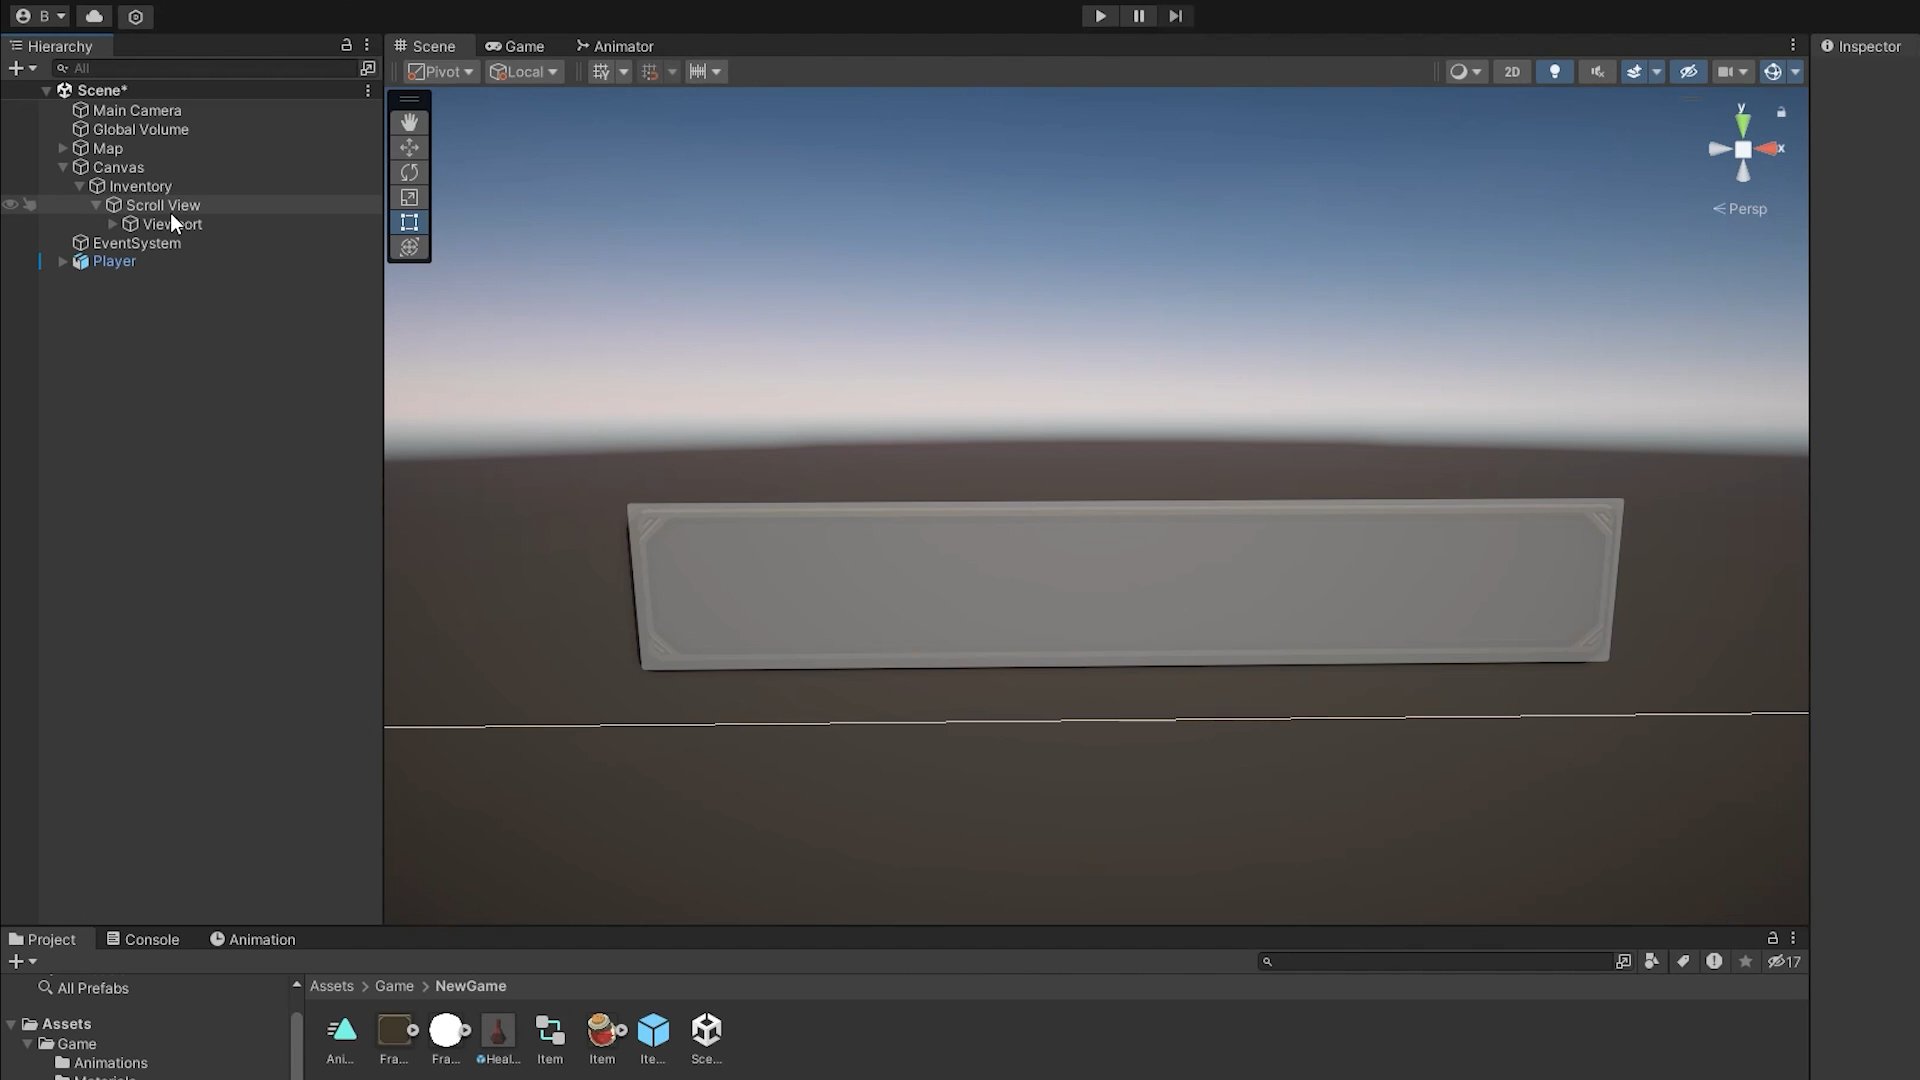 B
Hierarchy
All
Scene*
Main Camera
Global Volume
Map
Canvas
Inventory
Scroll View
EventSystem
Player
Scene
Game
Animator
Pivot
Local
2D
y
x
Persp
Inspector
Project
Console
Animation
17
All Prefabs
Assets
Game
Animations
Assets > Game > NewGame
Ani...
Fra...
Fra...
Heal...
Item
Item
Ite...
Sce...